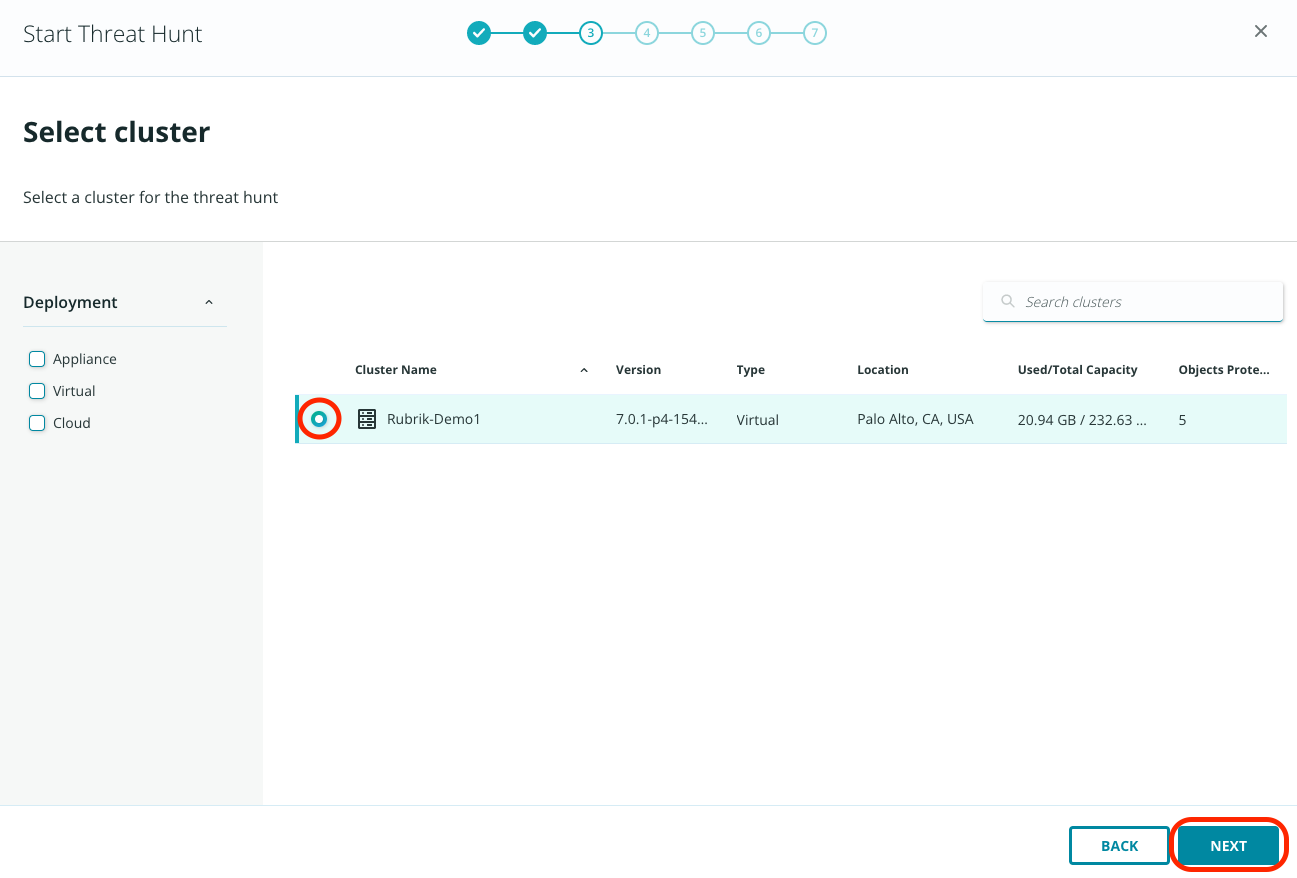 Start Threat Hunt
3 4 5 6 7
Select cluster
Select a cluster for the threat hunt
Deployment
Appliance
Virtual
Cloud
Search clusters
Cluster Name Version Type Location Used/Total Capacity Objects Prote...
Rubrik-Demo1 7.0.1-p4-154... Virtual Palo Alto, CA, USA 20.94 GB / 232.63 ... 5
BACK NEXT